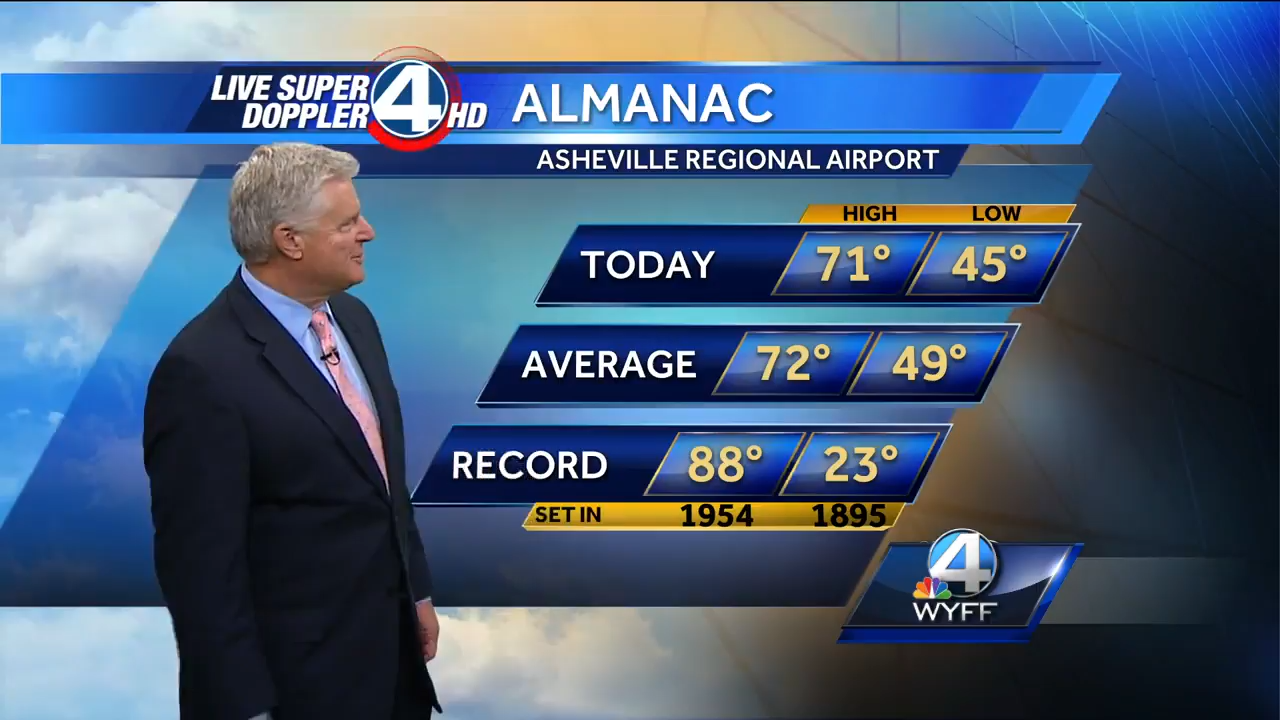 LIVE SUPER
DOPPLER 4 HD
ALMANAC
ASHEVILLE REGIONAL AIRPORT
HIGH LOW
TODAY 71° 45°
AVERAGE 72° 49°
RECORD 88° 23°
SET IN 1954 1895
4
WYFF